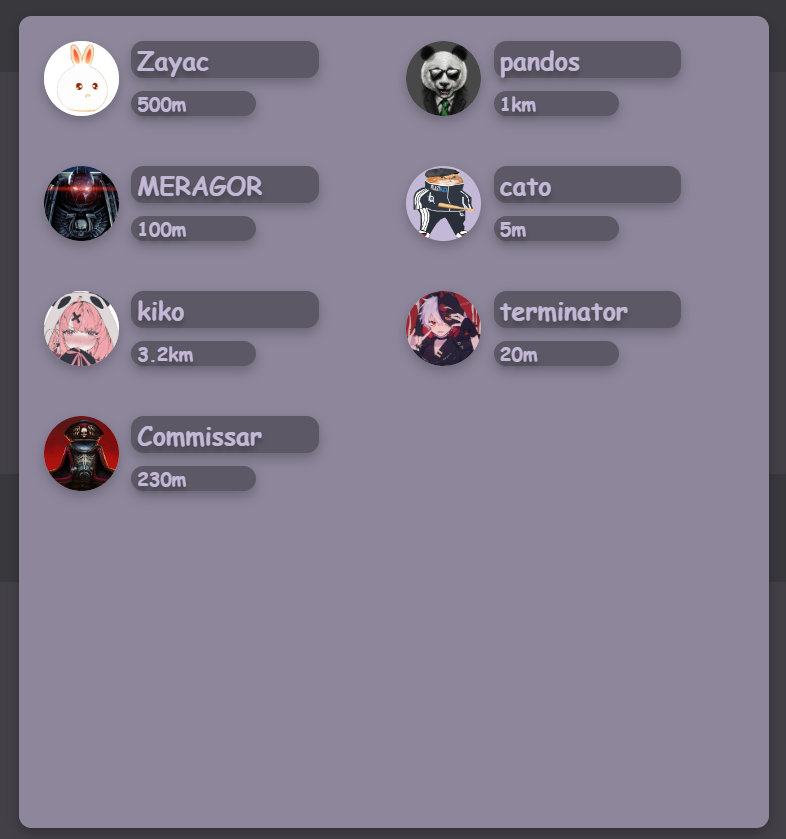 Zayac
500m
pandos
1km
MERAGOR
100m
cato
5m
kiko
3.2km
terminator
20m
Commissar
230m